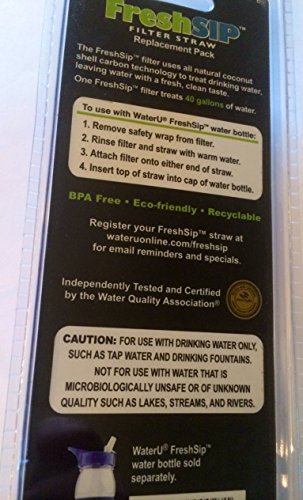 FreshSIP™
FILTER STRAW
Replacement Pack
The FreshSip™ filter uses all natural coconut
shell carbon technology to treat drinking water,
leaving water with a fresh, clean taste.
One FreshSip™ filter treats 40 gallons of water.
To use with WaterU® FreshSip™ water bottle:
1. Remove safety wrap from filter.
2. Rinse filter and straw with warm water.
3. Attach filter onto either end of straw.
4. Insert top of straw into cap of water bottle.
BPA Free • Eco-friendly • Recyclable
Register your FreshSip™ straw at
wateruonline.com/freshsip
for email reminders and specials.
Independently Tested and Certified
by the Water Quality Association®
CAUTION: FOR USE WITH DRINKING WATER ONLY,
SUCH AS TAP WATER AND DRINKING FOUNTAINS.
NOT FOR USE WITH WATER THAT IS
MICROBIOLOGICALLY UNSAFE OR OF UNKNOWN
QUALITY SUCH AS LAKES, STREAMS, AND RIVERS.
WaterU® FreshSip™
water bottle sold
separately.